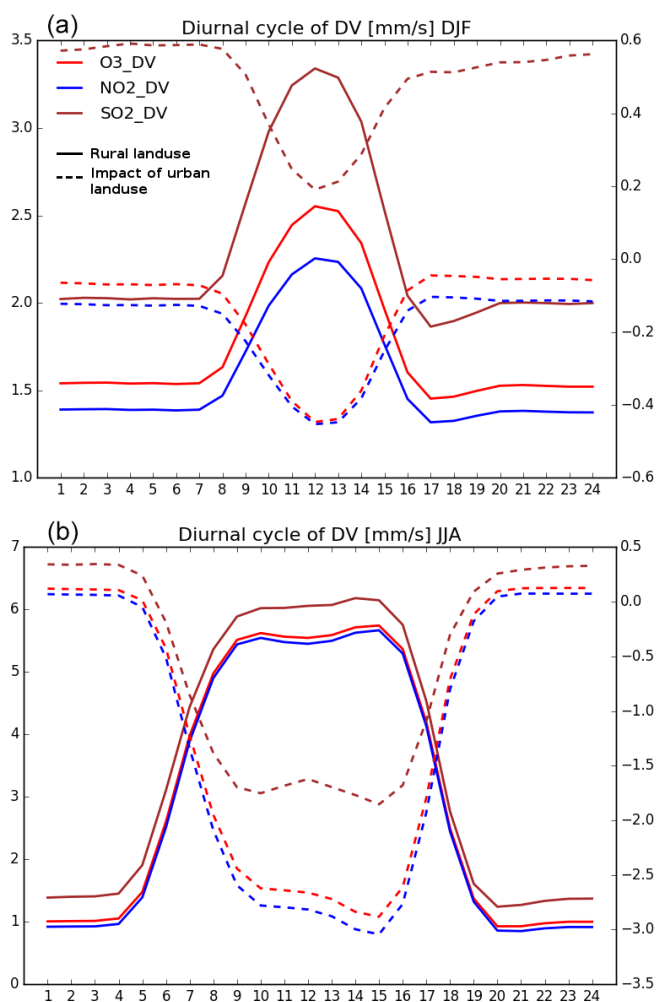 (a)
Diurnal cycle of DV [mm/s] DJF
3.5
3.0
2.5
2.0
1.5
1.0
0.6
0.4
0.2
0.0
−0.2
−0.4
−0.6
O3_DV
NO2_DV
SO2_DV
Rural landuse
Impact of urban
landuse
1 2 3 4 5 6 7 8 9 10 11 12 13 14 15 16 17 18 19 20 21 22 23 24
(b)
Diurnal cycle of DV [mm/s] JJA
7
6
5
4
3
2
1
0
0.5
0.0
−0.5
−1.0
−1.5
−2.0
−2.5
−3.0
−3.5
1 2 3 4 5 6 7 8 9 10 11 12 13 14 15 16 17 18 19 20 21 22 23 24